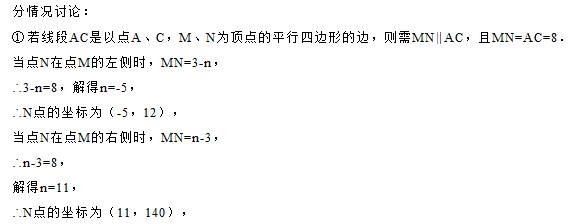 分情况讨论：
①若线段AC是以点A、C，M、N为顶点的平行四边形的边，则需MN∥AC，且MN=AC=8．
当点N在点M的左侧时，MN=3-n，
∴3-n=8，解得n=-5，
∴N点的坐标为（-5，12），
当点N在点M的右侧时，MN=n-3，
∴n-3=8，
解得n=11，
∴N点的坐标为（11，140），